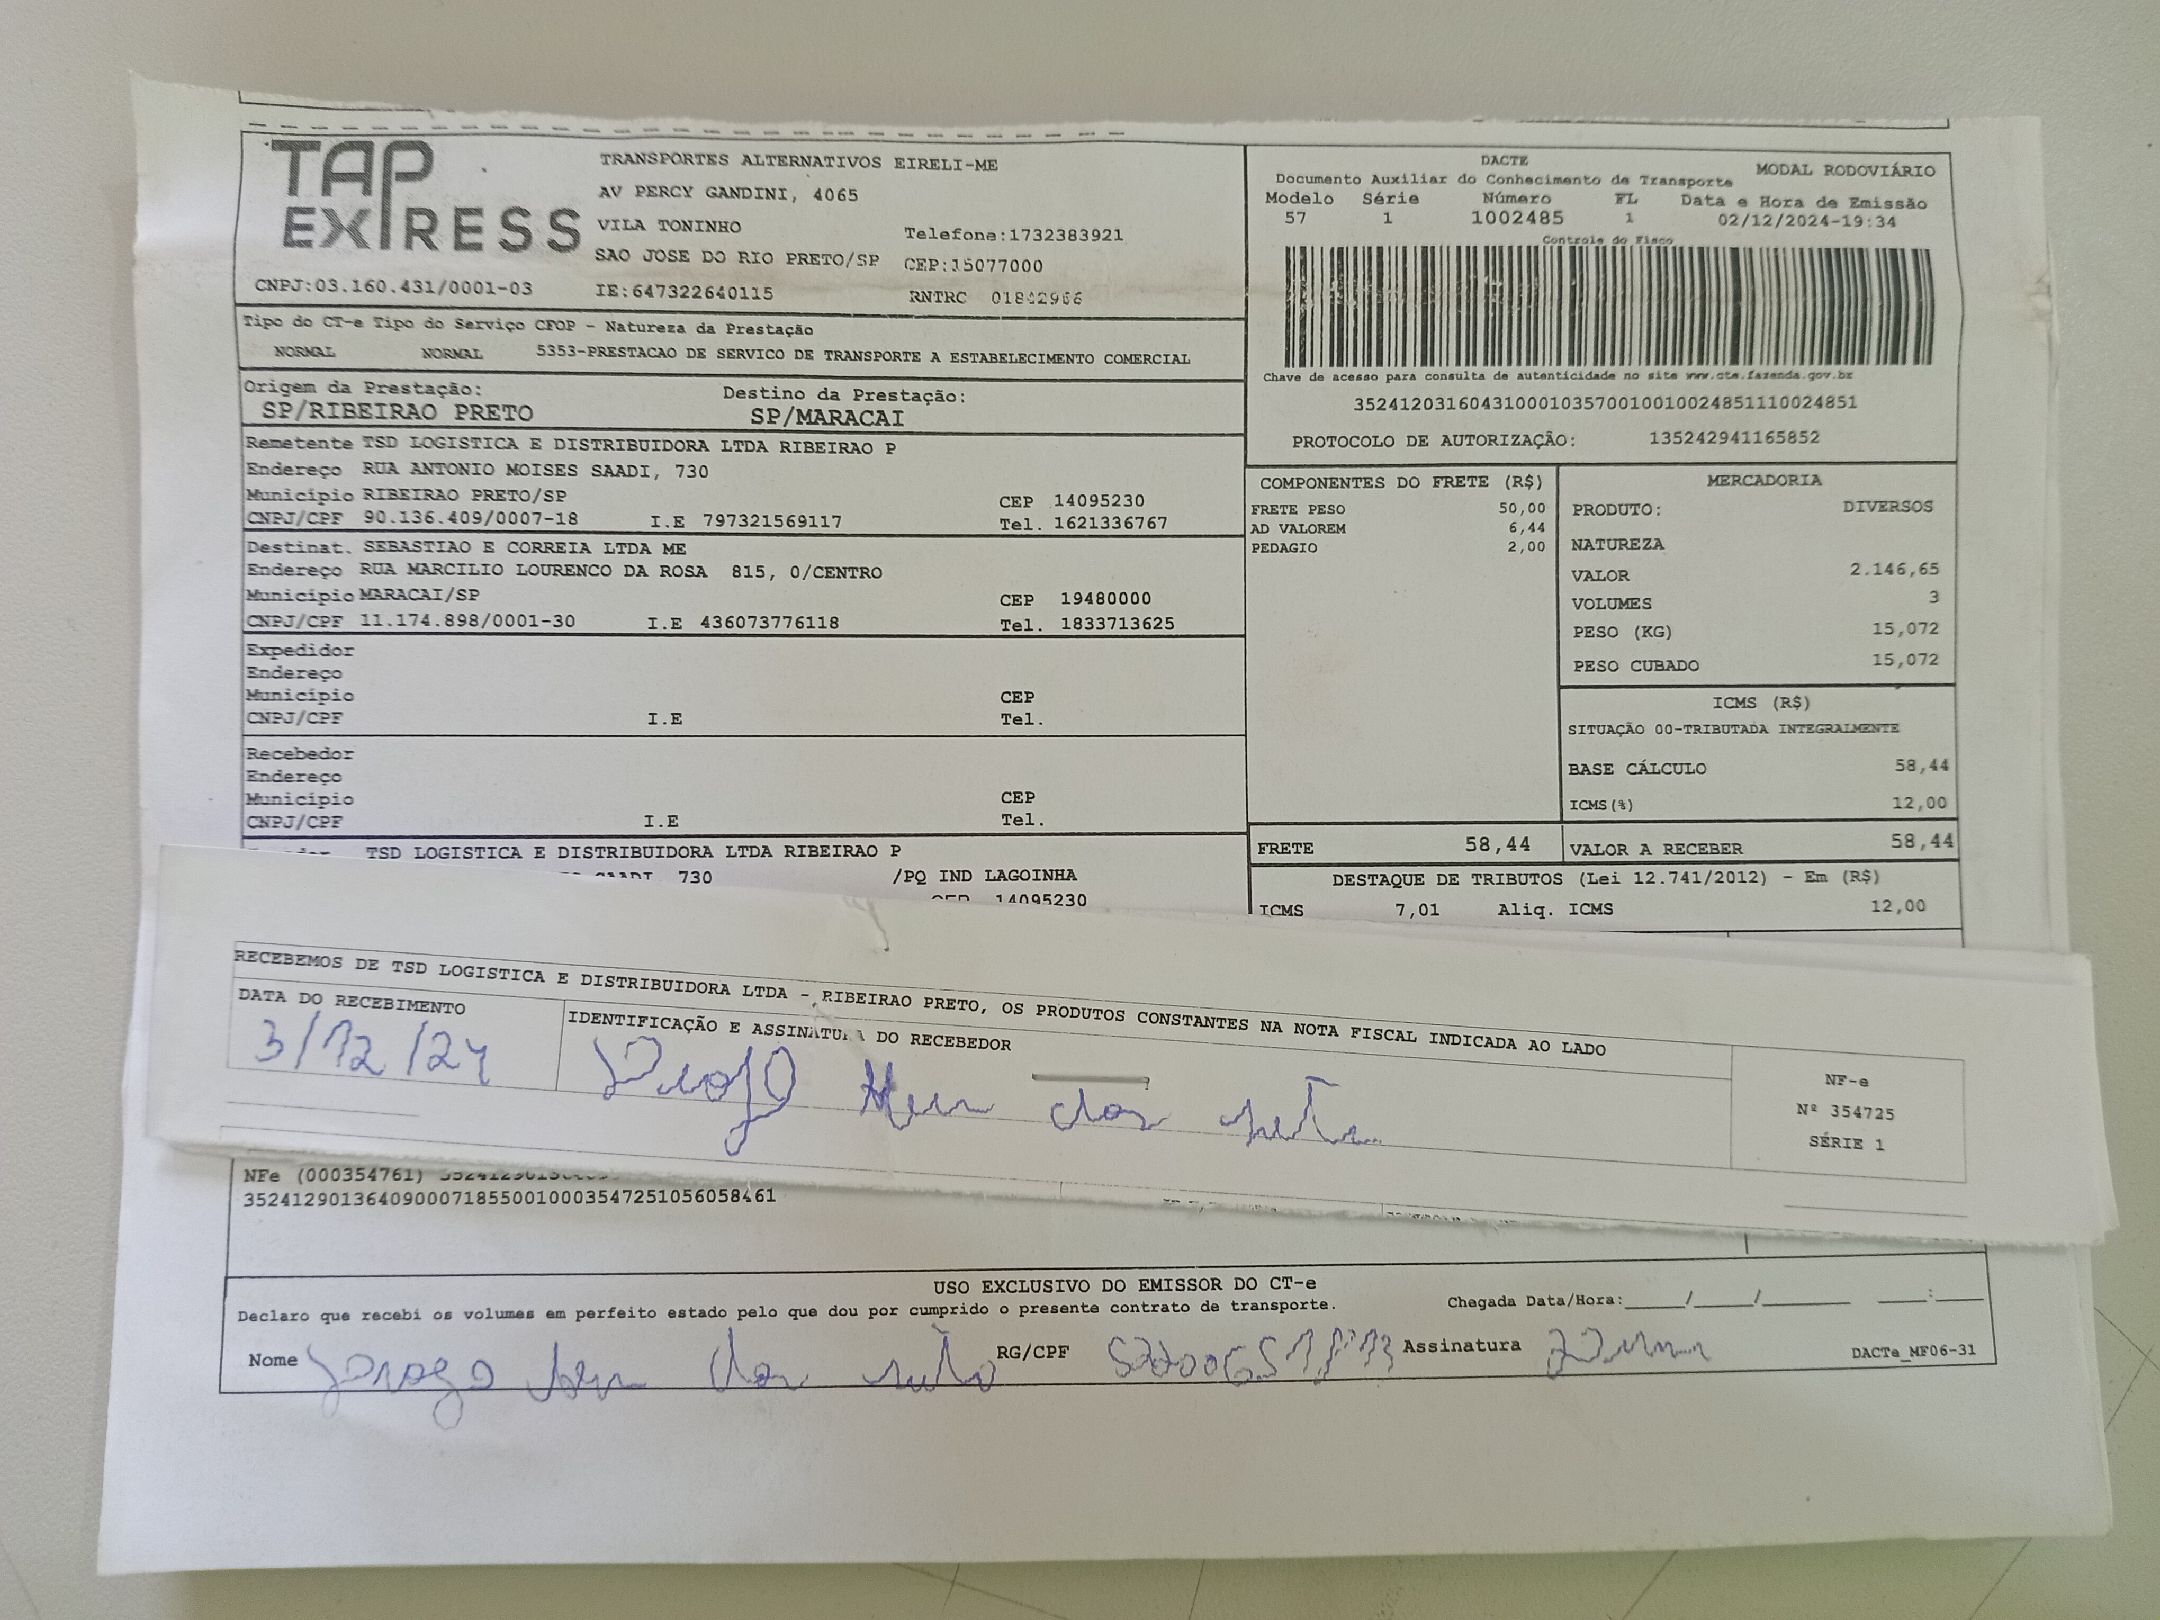 TAP EXPRESS
TRANSPORTES ALTERNATIVOS EIRELI-ME
AV PERCY GANDINI, 4065
VILA TONINHO
Telefone:1732383921
SAO JOSE DO RIO PRETO/SP CEP:15077000
CNPJ:03.160.431/0001-03 IE:647322640115 RNTRC 01842966
Tipo do CT-e Tipo do Serviço CFOP - Natureza da Prestação
NORMAL NORMAL 5353-PRESTACAO DE SERVICO DE TRANSPORTE A ESTABELECIMENTO COMERCIAL
Origem da Prestação: Destino da Prestação:
SP/RIBEIRAO PRETO SP/MARACAI
Remetente TSD LOGISTICA E DISTRIBUIDORA LTDA RIBEIRAO P
Endereço RUA ANTONIO MOISES SAADI, 730
Município RIBEIRAO PRETO/SP CEP 14095230
CNPJ/CPF 90.136.409/0007-18 I.E 797321569117 Tel. 1621336767
Destinat. SEBASTIAO E CORREIA LTDA ME
Endereço RUA MARCILIO LOURENCO DA ROSA 815, 0/CENTRO
Município MARACAI/SP CEP 19480000
CNPJ/CPF 11.174.898/0001-30 I.E 436073776118 Tel. 1833713625
Expedidor
Endereço
Município CEP
CNPJ/CPF I.E Tel.
Recebedor
Endereço
Município CEP
CNPJ/CPF I.E Tel.
TSD LOGISTICA E DISTRIBUIDORA LTDA RIBEIRAO P
SAADI, 730 /PQ IND LAGOINHA
CEP 14095230
DACTE MODAL RODOVIÁRIO
Documento Auxiliar do Conhecimento de Transporte
Modelo Série Número FL Data e Hora de Emissão
57 1 1002485 1 02/12/2024-19:34
Controle do Fisco
Chave de acesso para consulta de autenticidade no site www.cte.fazenda.gov.br
35241203160431000103570010010024851110024851
PROTOCOLO DE AUTORIZAÇÃO: 135242941165852
COMPONENTES DO FRETE (R$)
FRETE PESO 50,00
AD VALOREM 6,44
PEDAGIO 2,00
MERCADORIA
PRODUTO: DIVERSOS
NATUREZA
VALOR 2.146,65
VOLUMES 3
PESO (KG) 15,072
PESO CUBADO 15,072
ICMS (R$)
SITUAÇÃO 00-TRIBUTADA INTEGRALMENTE
BASE CÁLCULO 58,44
ICMS(%) 12,00
FRETE 58,44 VALOR A RECEBER 58,44
DESTAQUE DE TRIBUTOS (Lei 12.741/2012) - Em (R$)
ICMS 7,01 Aliq. ICMS 12,00
RECEBEMOS DE TSD LOGISTICA E DISTRIBUIDORA LTDA - RIBEIRAO PRETO, OS PRODUTOS CONSTANTES NA NOTA FISCAL INDICADA AO LADO
DATA DO RECEBIMENTO IDENTIFICAÇÃO E ASSINATURA DO RECEBEDOR
3/12/24
NF-e
Nº 354725
SÉRIE 1
NFe (000354761)
35241290136409000718550010003547251056058461
USO EXCLUSIVO DO EMISSOR DO CT-e
Declaro que recebi os volumes em perfeito estado pelo que dou por cumprido o presente contrato de transporte. Chegada Data/Hora:____/____/______ ___:___
Nome RG/CPF Assinatura DACTe_MF06-31